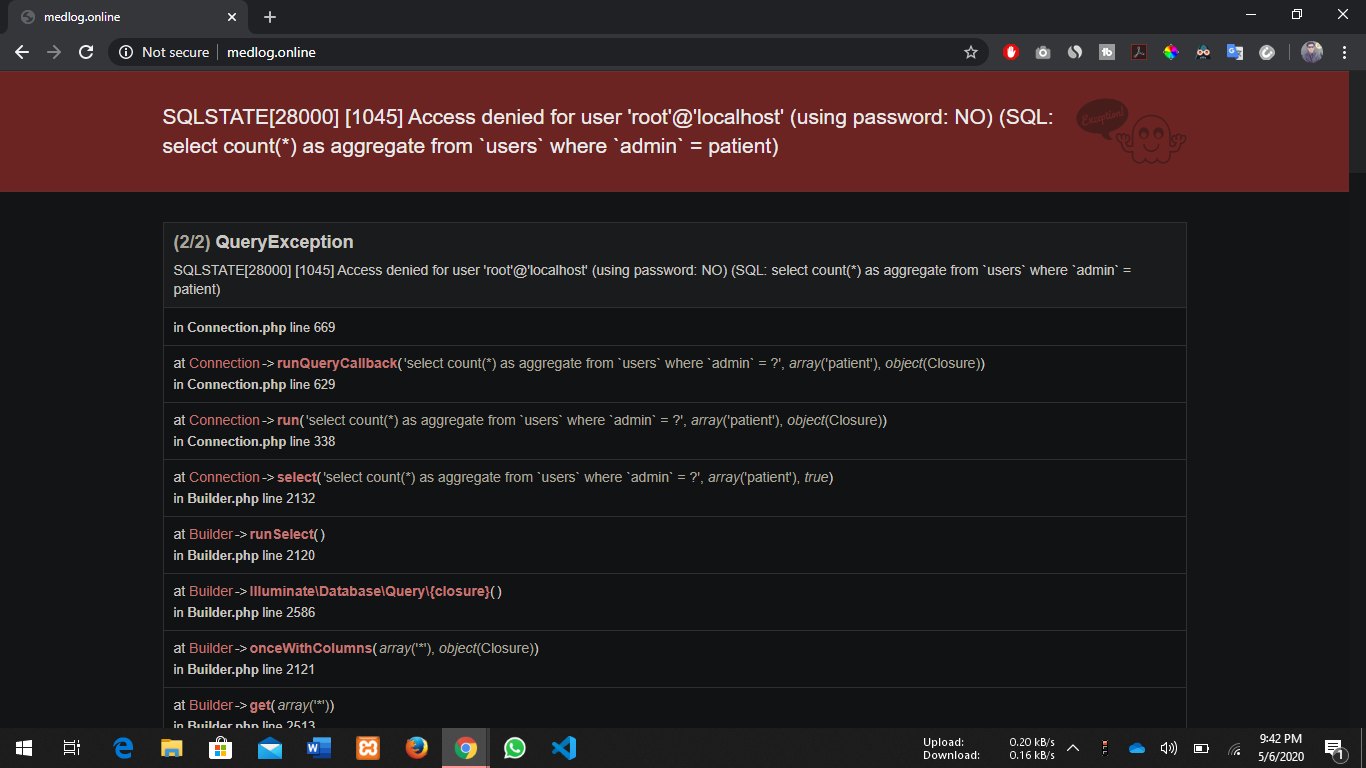 medlog.online
Not secure
medlog.online
SQLSTATE[28000] [1045] Access denied for user 'root'@'localhost' (using password: NO) (SQL:
select count(*) as aggregate from `users` where `admin` = patient)
Exception!
(2/2) QueryException
SQLSTATE[28000] [1045] Access denied for user 'root'@'localhost' (using password: NO) (SQL: select count(*) as aggregate from `users` where `admin` =
patient)
in Connection.php line 669
at Connection->runQueryCallback('select count(*) as aggregate from `users` where `admin` = ?', array('patient'), object(Closure))
in Connection.php line 629
at Connection->run('select count(*) as aggregate from `users` where `admin` = ?', array('patient'), object(Closure))
in Connection.php line 338
at Connection->select('select count(*) as aggregate from `users` where `admin` = ?', array('patient'), true)
in Builder.php line 2132
at Builder->runSelect()
in Builder.php line 2120
at Builder->Illuminate\Database\Query\{closure}()
in Builder.php line 2586
at Builder->onceWithColumns(array('*'), object(Closure))
in Builder.php line 2121
at Builder->get(array('*'))
in Builder.php line 2513
Upload: 0.20 kB/s
Download: 0.16 kB/s
9:42 PM
5/6/2020
1